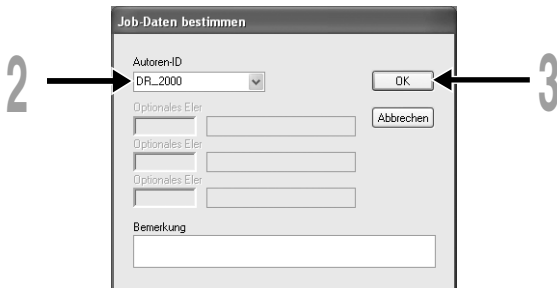 Job-Daten bestimmen
Autoren-ID
2
DR_2000
OK
3
Optionales Eler
Abbrechen
Optionales Eler
Optionales Eler
Bemerkung